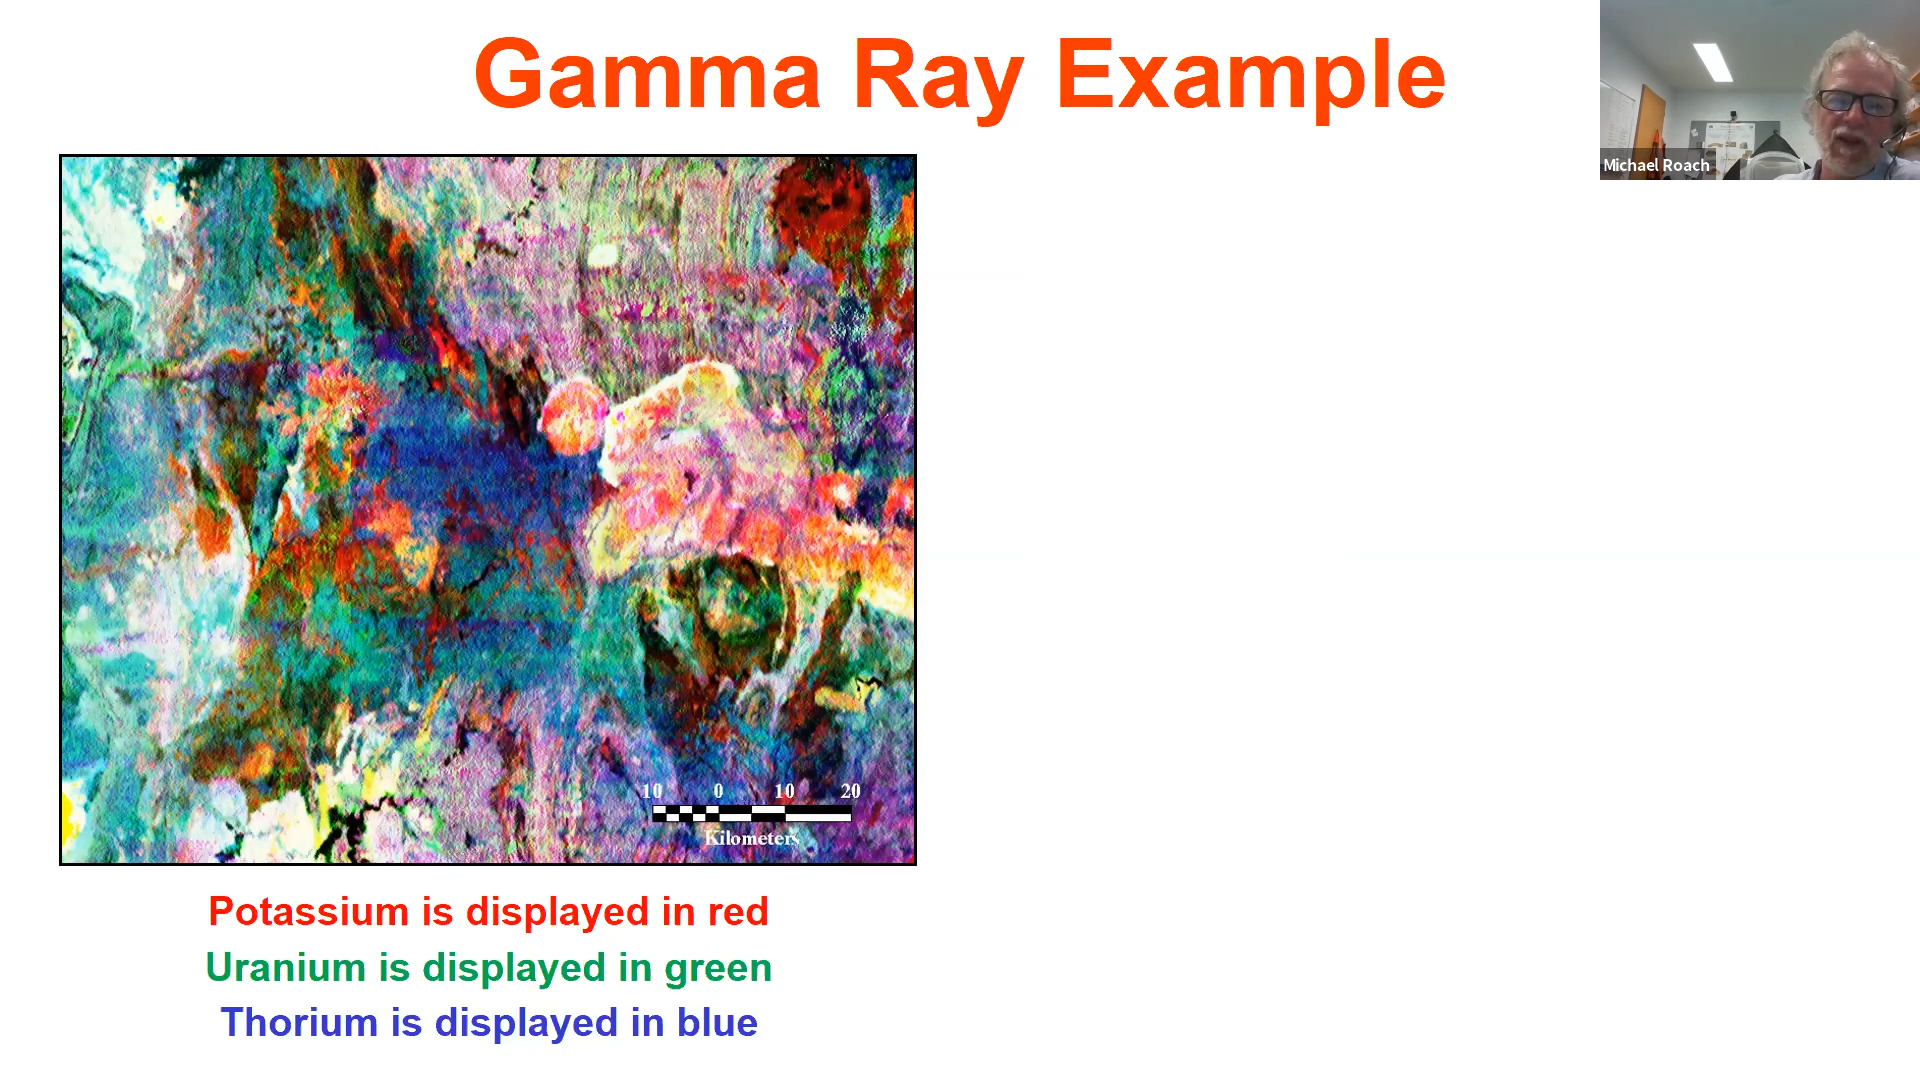 Gamma Ray Example
Michael Roach
10 0 10 20
Kilometers
Potassium is displayed in red
Uranium is displayed in green
Thorium is displayed in blue